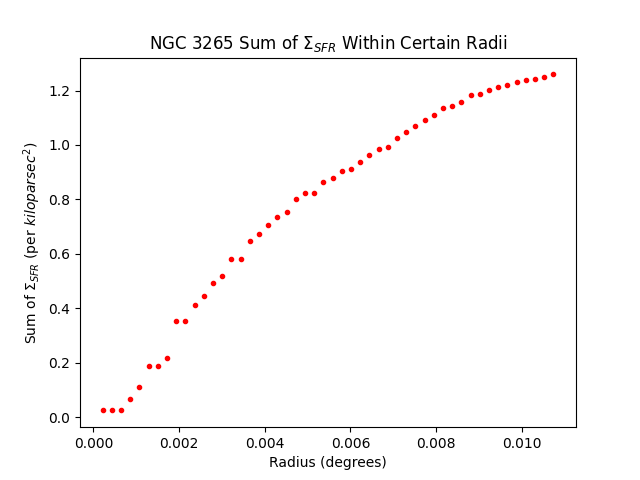 NGC 3265 Sum of Σ_SFR Within Certain Radii
Sum of Σ_SFR (per kiloparsec²)
1.2
1.0
0.8
0.6
0.4
0.2
0.0
0.000 0.002 0.004 0.006 0.008 0.010
Radius (degrees)